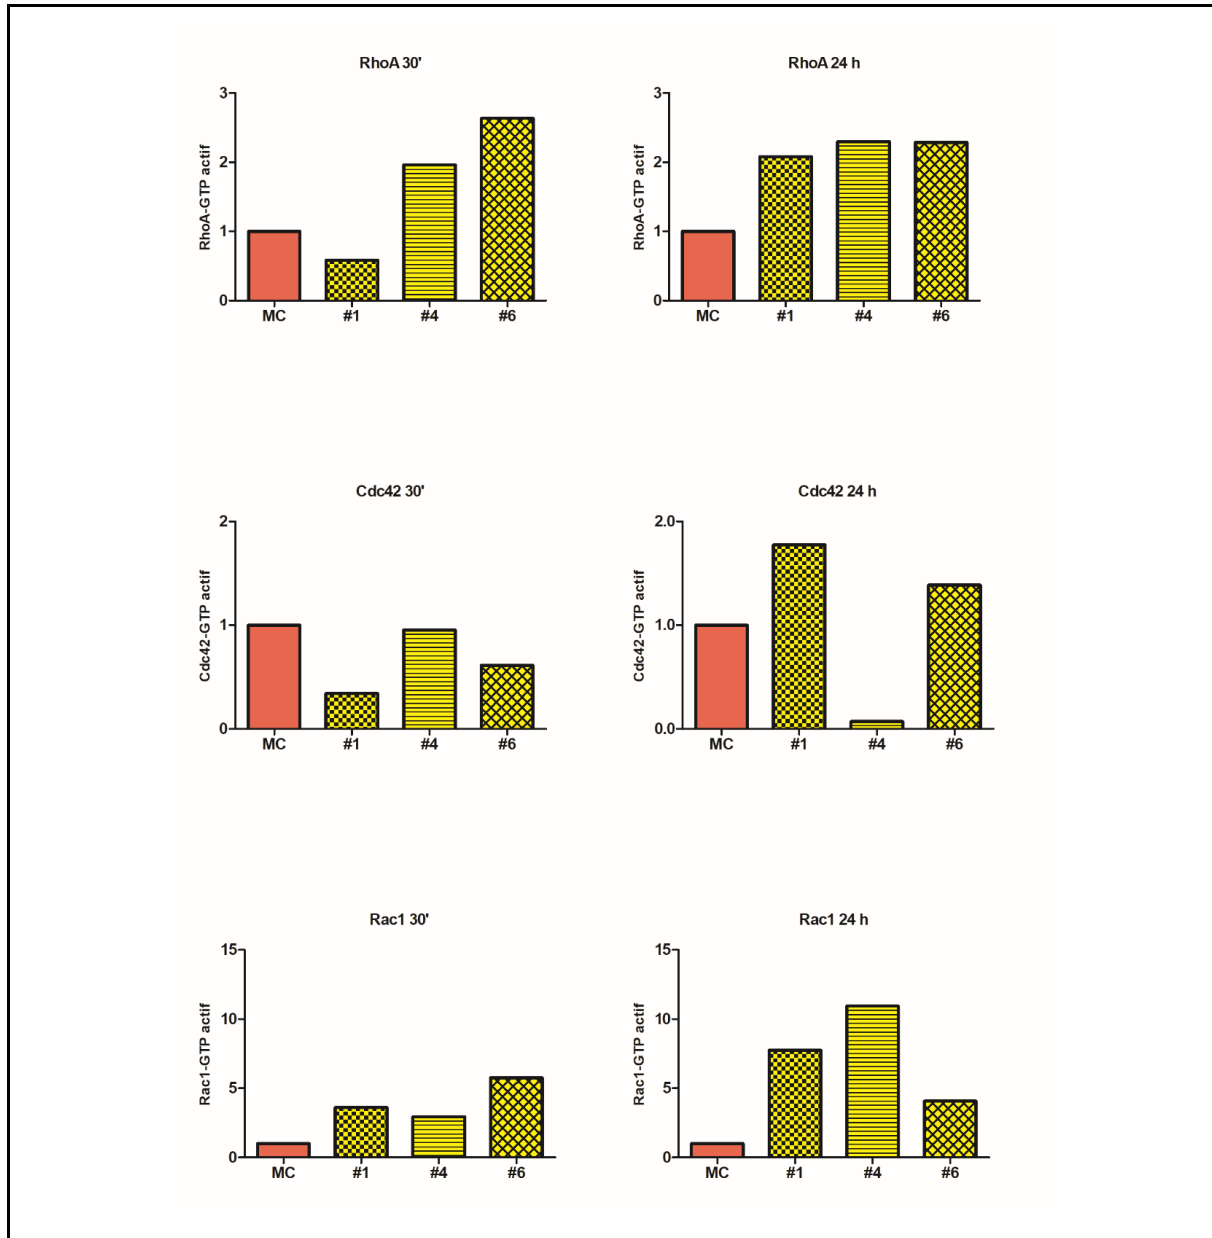 RhoA 30'
RhoA-GTP actif
3
2
1
0
MC #1 #4 #6
RhoA 24 h
RhoA-GTP actif
3
2
1
0
MC #1 #4 #6
Cdc42 30'
Cdc42-GTP actif
2
1
0
MC #1 #4 #6
Cdc42 24 h
Cdc42-GTP actif
2.0
1.0
0.0
MC #1 #4 #6
Rac1 30'
Rac1-GTP actif
15
10
5
0
MC #1 #4 #6
Rac1 24 h
Rac1-GTP actif
15
10
5
0
MC #1 #4 #6